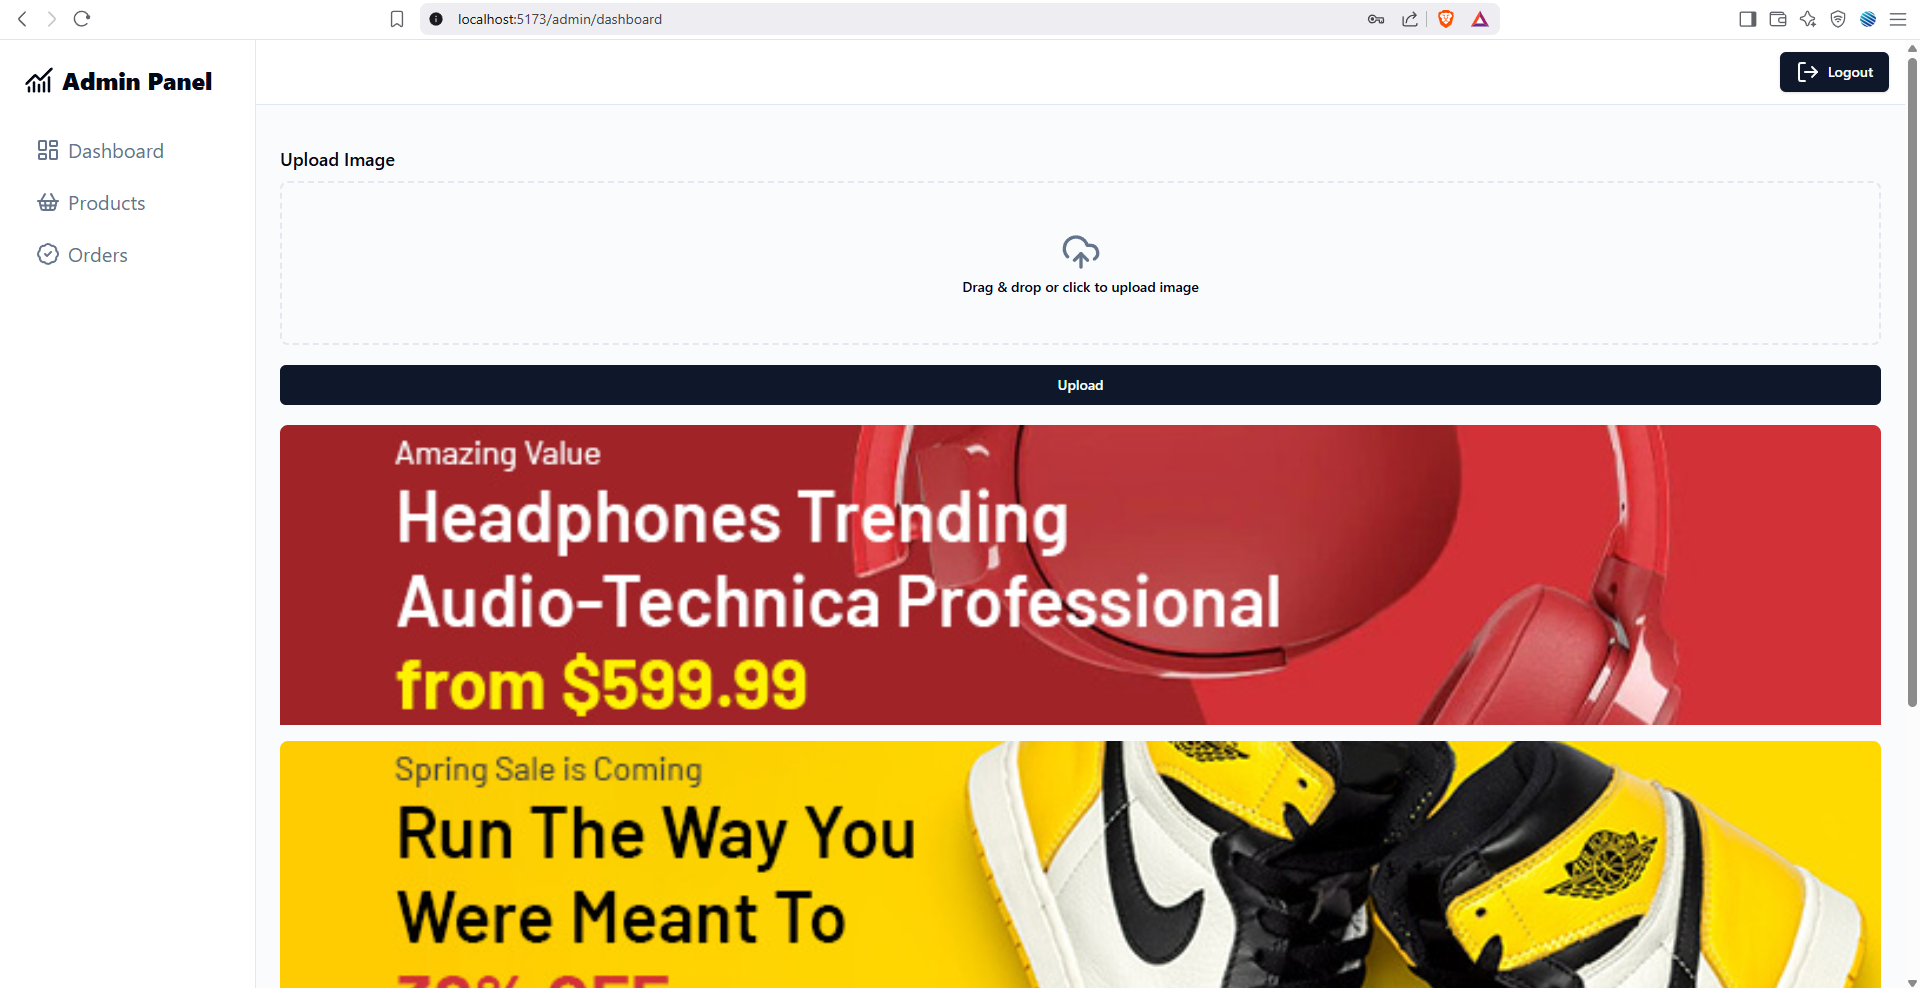 localhost:5173/admin/dashboard
Admin Panel
Logout
Dashboard
Products
Orders
Upload Image
Drag & drop or click to upload image
Upload
Amazing Value
Headphones Trending
Audio-Technica Professional
from $599.99
Spring Sale is Coming
Run The Way You
Were Meant To